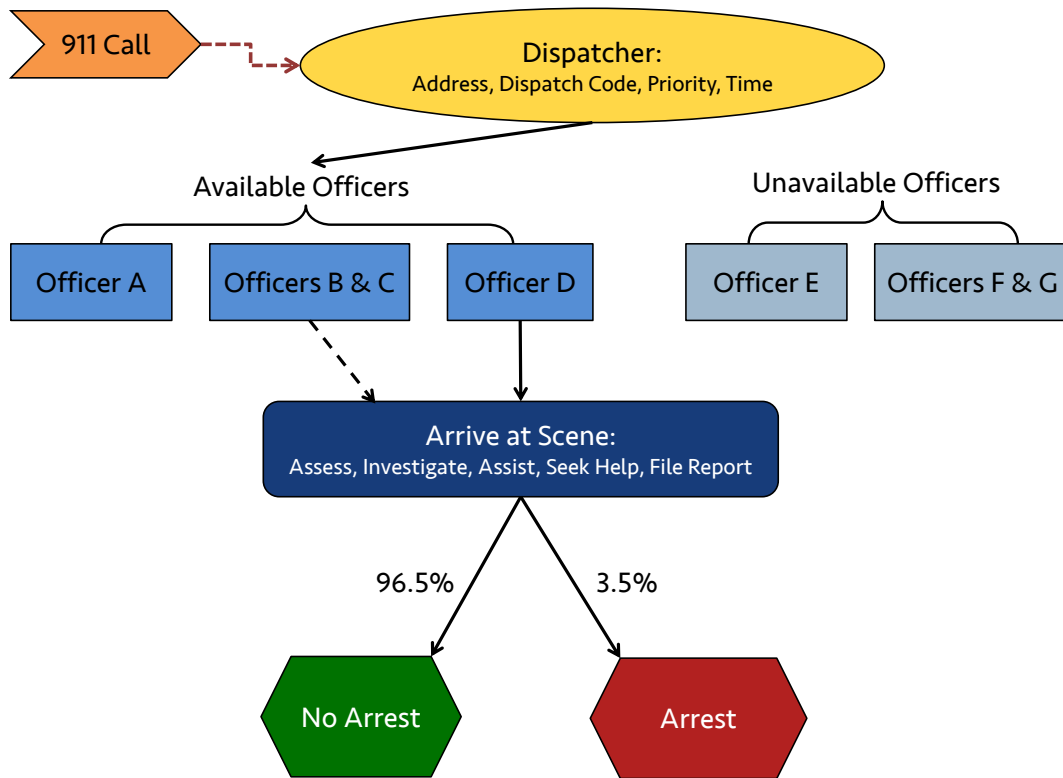 911 Call
Dispatcher:
Address, Dispatch Code, Priority, Time
Available Officers
Unavailable Officers
Officer A
Officers B & C
Officer D
Officer E
Officers F & G
Arrive at Scene:
Assess, Investigate, Assist, Seek Help, File Report
96.5%
3.5%
No Arrest
Arrest